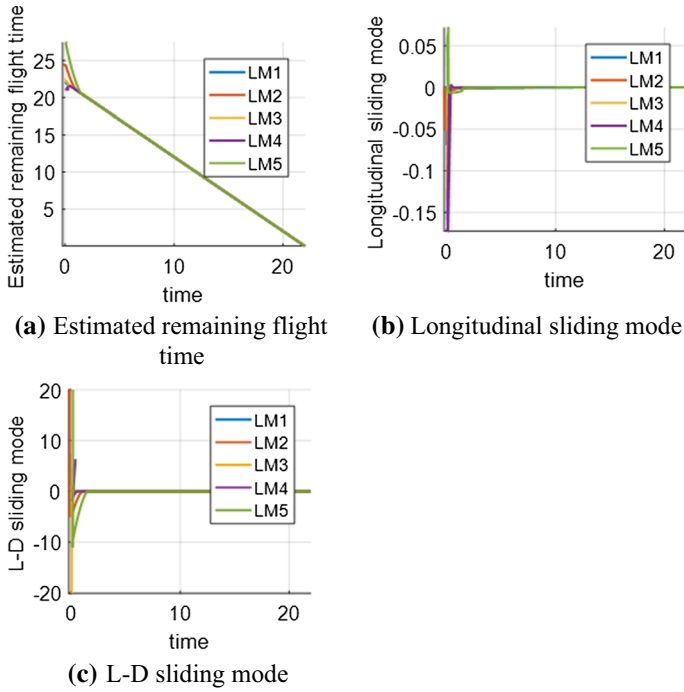 Estimated remaining flight time
25
20
15
10
5
0
10
20
time
LM1
LM2
LM3
LM4
LM5
(a) Estimated remaining flight
time
Longitudinal sliding mode
0.05
0
-0.05
-0.1
-0.15
0
10
20
time
LM1
LM2
LM3
LM4
LM5
(b) Longitudinal sliding mode
L-D sliding mode
20
10
0
-10
-20
0
10
20
time
LM1
LM2
LM3
LM4
LM5
(c) L-D sliding mode